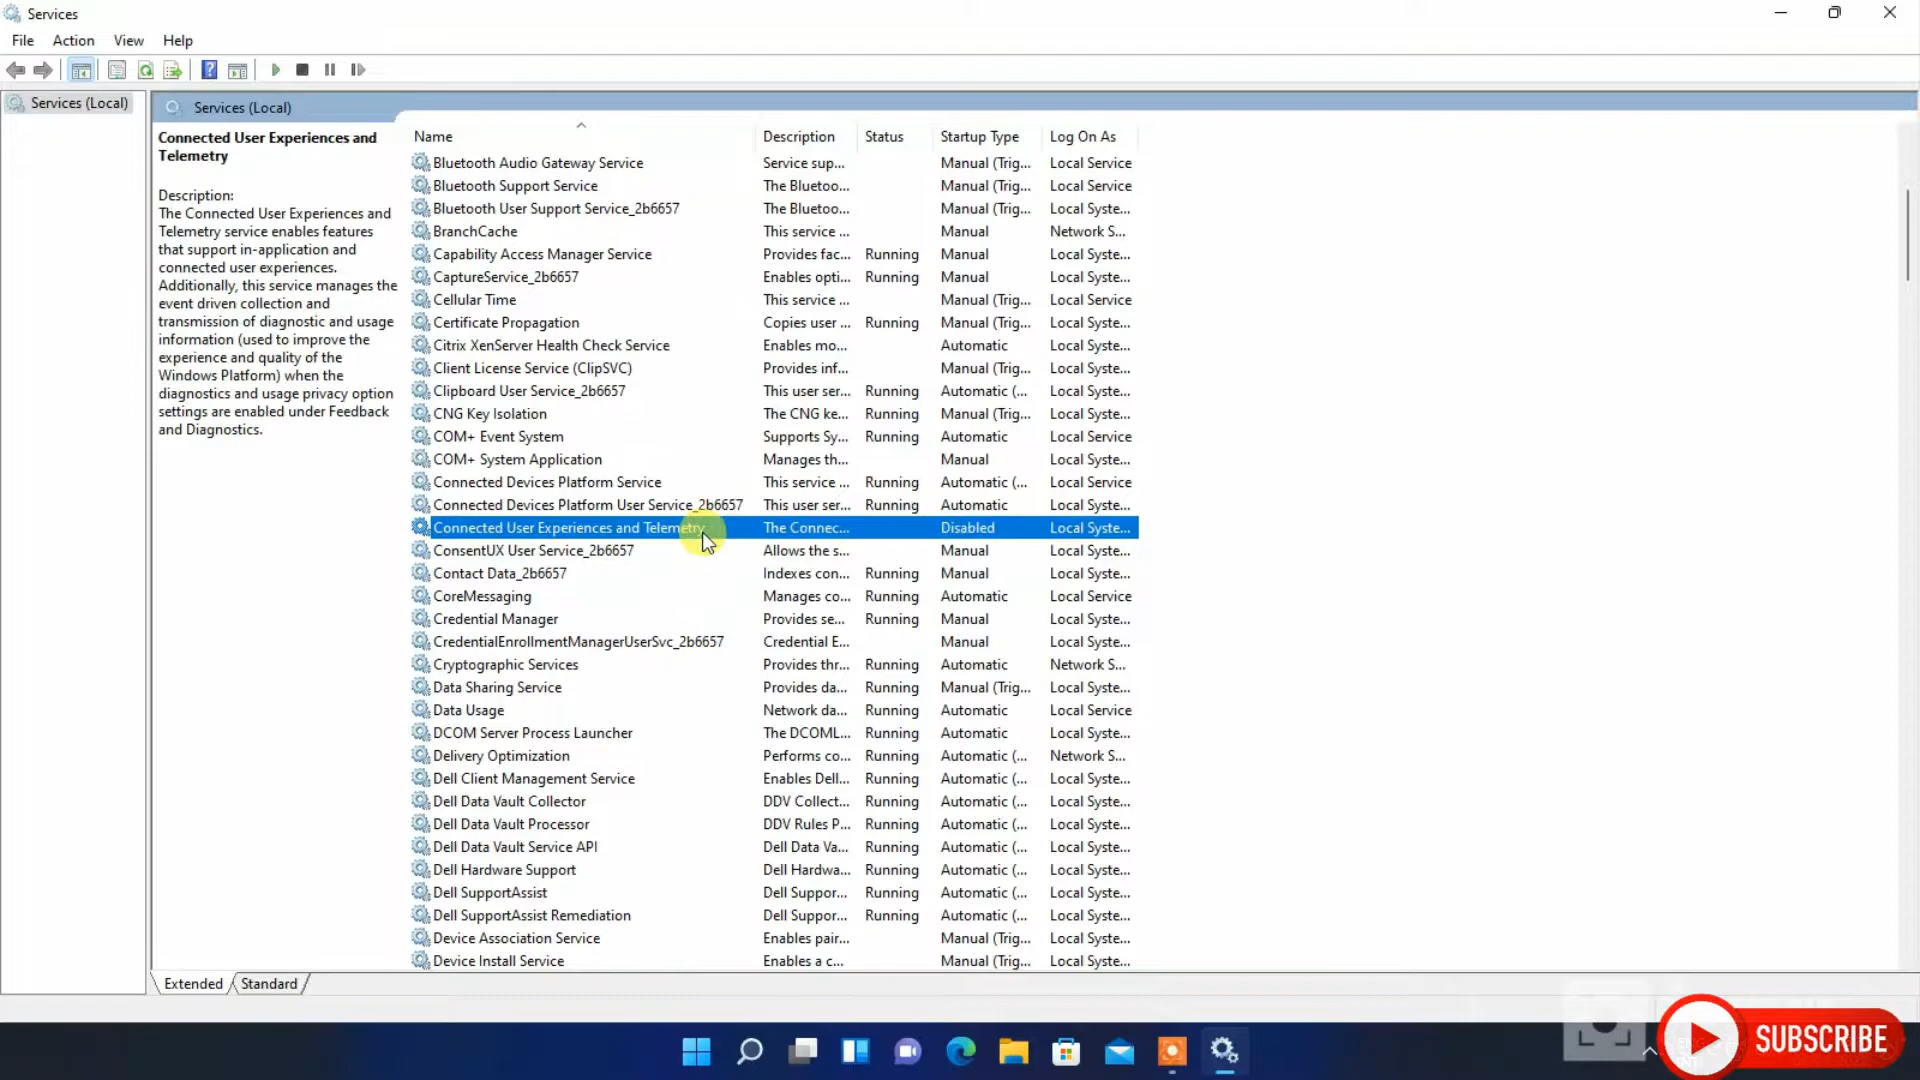 Services
File Action View Help
Services (Local)
Services (Local)
Connected User Experiences and
Telemetry
Description:
The Connected User Experiences and
Telemetry service enables features
that support in-application and
connected user experiences.
Additionally, this service manages the
event driven collection and
transmission of diagnostic and usage
information (used to improve the
experience and quality of the
Windows Platform) when the
diagnostics and usage privacy option
settings are enabled under Feedback
and Diagnostics.
Name Description Status Startup Type Log On As
Bluetooth Audio Gateway Service Service sup... Manual (Trig... Local Service
Bluetooth Support Service The Bluetoo... Manual (Trig... Local Service
Bluetooth User Support Service_2b6657 The Bluetoo... Manual (Trig... Local Syste...
BranchCache This service ... Manual Network S...
Capability Access Manager Service Provides fac... Running Manual Local Syste...
CaptureService_2b6657 Enables opti... Running Manual Local Syste...
Cellular Time This service ... Manual (Trig... Local Service
Certificate Propagation Copies user ... Running Manual (Trig... Local Syste...
Citrix XenServer Health Check Service Enables mo... Automatic Local Syste...
Client License Service (ClipSVC) Provides inf... Manual (Trig... Local Syste...
Clipboard User Service_2b6657 This user ser... Running Automatic (... Local Syste...
CNG Key Isolation The CNG ke... Running Manual (Trig... Local Syste...
COM+ Event System Supports Sy... Running Automatic Local Service
COM+ System Application Manages th... Manual Local Syste...
Connected Devices Platform Service This service ... Running Automatic (... Local Service
Connected Devices Platform User Service_2b6657 This user ser... Running Automatic Local Syste...
Connected User Experiences and Telemetry The Connec... Disabled Local Syste...
ConsentUX User Service_2b6657 Allows the s... Manual Local Syste...
Contact Data_2b6657 Indexes con... Running Manual Local Syste...
CoreMessaging Manages co... Running Automatic Local Service
Credential Manager Provides se... Running Manual Local Syste...
CredentialEnrollmentManagerUserSvc_2b6657 Credential E... Manual Local Syste...
Cryptographic Services Provides thr... Running Automatic Network S...
Data Sharing Service Provides da... Running Manual (Trig... Local Syste...
Data Usage Network da... Running Automatic Local Service
DCOM Server Process Launcher The DCOML... Running Automatic Local Syste...
Delivery Optimization Performs co... Running Automatic (... Network S...
Dell Client Management Service Enables Dell... Running Automatic (... Local Syste...
Dell Data Vault Collector DDV Collect... Running Automatic (... Local Syste...
Dell Data Vault Processor DDV Rules P... Running Automatic (... Local Syste...
Dell Data Vault Service API Dell Data Va... Running Automatic (... Local Syste...
Dell Hardware Support Dell Hardwa... Running Automatic (... Local Syste...
Dell SupportAssist Dell Suppor... Running Automatic (... Local Syste...
Dell SupportAssist Remediation Dell Suppor... Running Automatic (... Local Syste...
Device Association Service Enables pair... Manual (Trig... Local Syste...
Device Install Service Enables a c... Manual (Trig... Local Syste...
Extended Standard
SUBSCRIBE